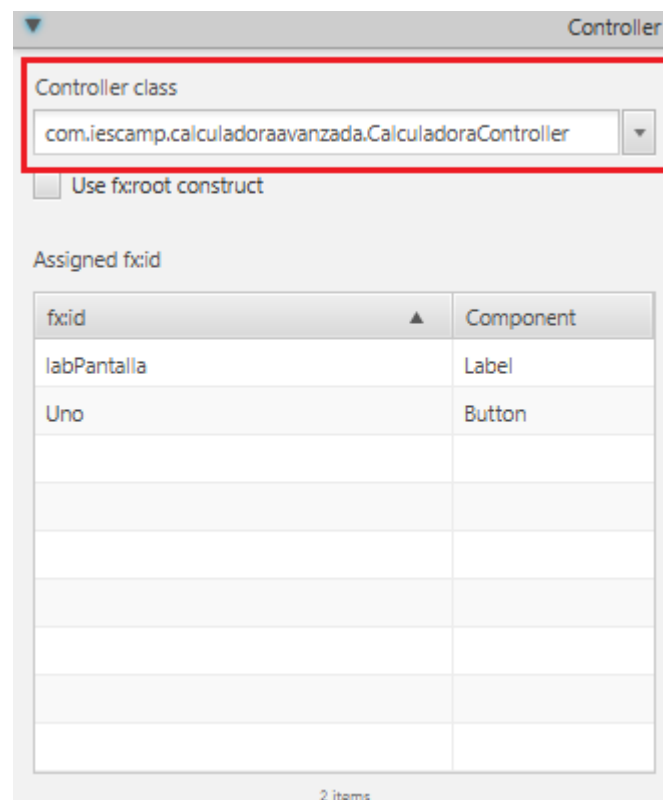 Controller
Controller class
com.iescamp.calculadoraavanzada.CalculadoraController
Use fx:root construct
Assigned fx:id
fx:id Component
labPantalla Label
Uno Button
2 items